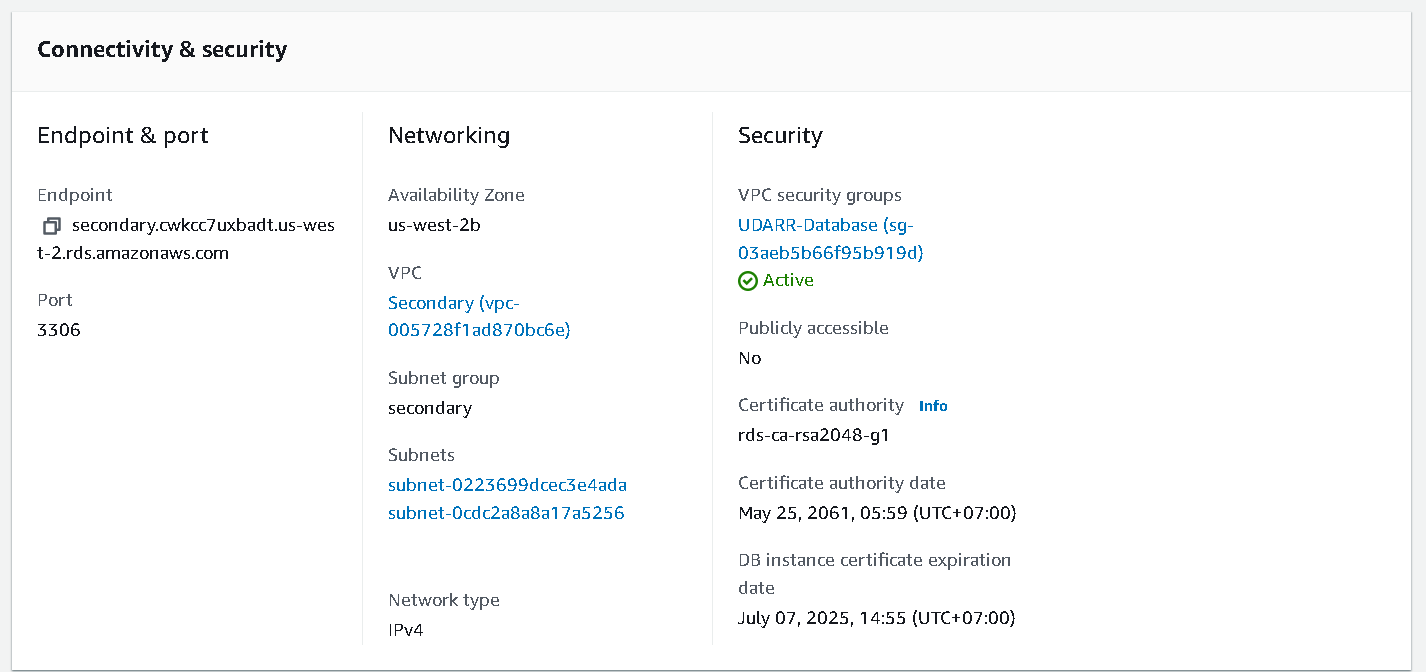 Connectivity & security
Endpoint & port
Endpoint
secondary.cwkcc7uxbadt.us-wes
t-2.rds.amazonaws.com
Port
3306
Networking
Availability Zone
us-west-2b
VPC
Secondary (vpc-
005728f1ad870bc6e)
Subnet group
secondary
Subnets
subnet-0223699dcec3e4ada
subnet-0cdc2a8a8a17a5256
Network type
IPv4
Security
VPC security groups
UDARR-Database (sg-
03aeb5b66f95b919d)
Active
Publicly accessible
No
Certificate authority Info
rds-ca-rsa2048-g1
Certificate authority date
May 25, 2061, 05:59 (UTC+07:00)
DB instance certificate expiration
date
July 07, 2025, 14:55 (UTC+07:00)